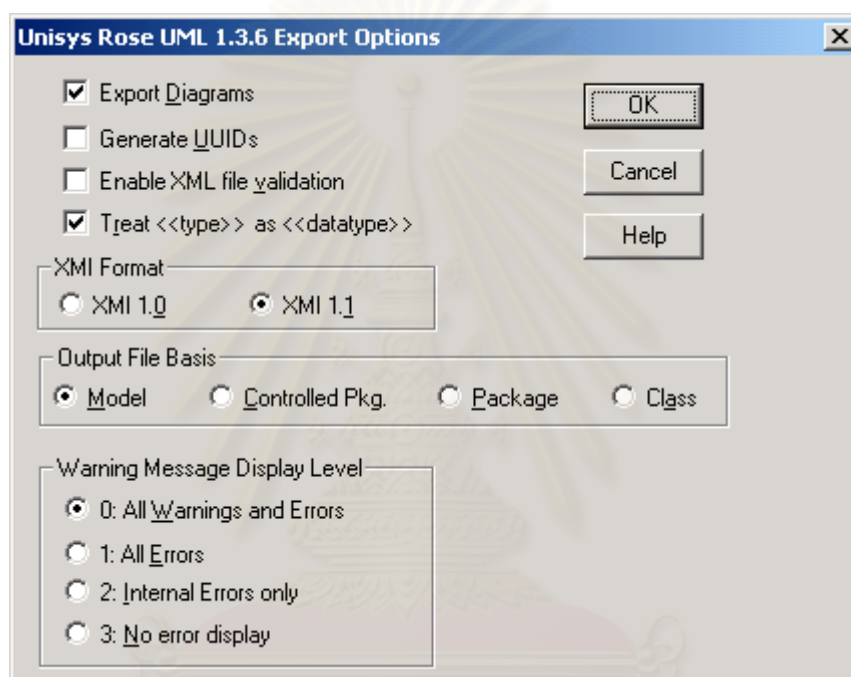 Unisys Rose UML 1.3.6 Export Options
Export Diagrams
OK
Generate UUIDs
Enable XML file validation
Cancel
Treat <<type>> as <<datatype>>
Help
XMI Format
XMI 1.0 XMI 1.1
Output File Basis
Model Controlled Pkg. Package Class
Warning Message Display Level
0: All Warnings and Errors
1: All Errors
2: Internal Errors only
3: No error display